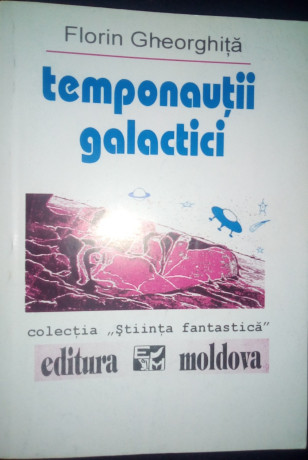 Florin Gheorghiță
temponauții
galactici
colecția „Știința fantastică”
editura moldova